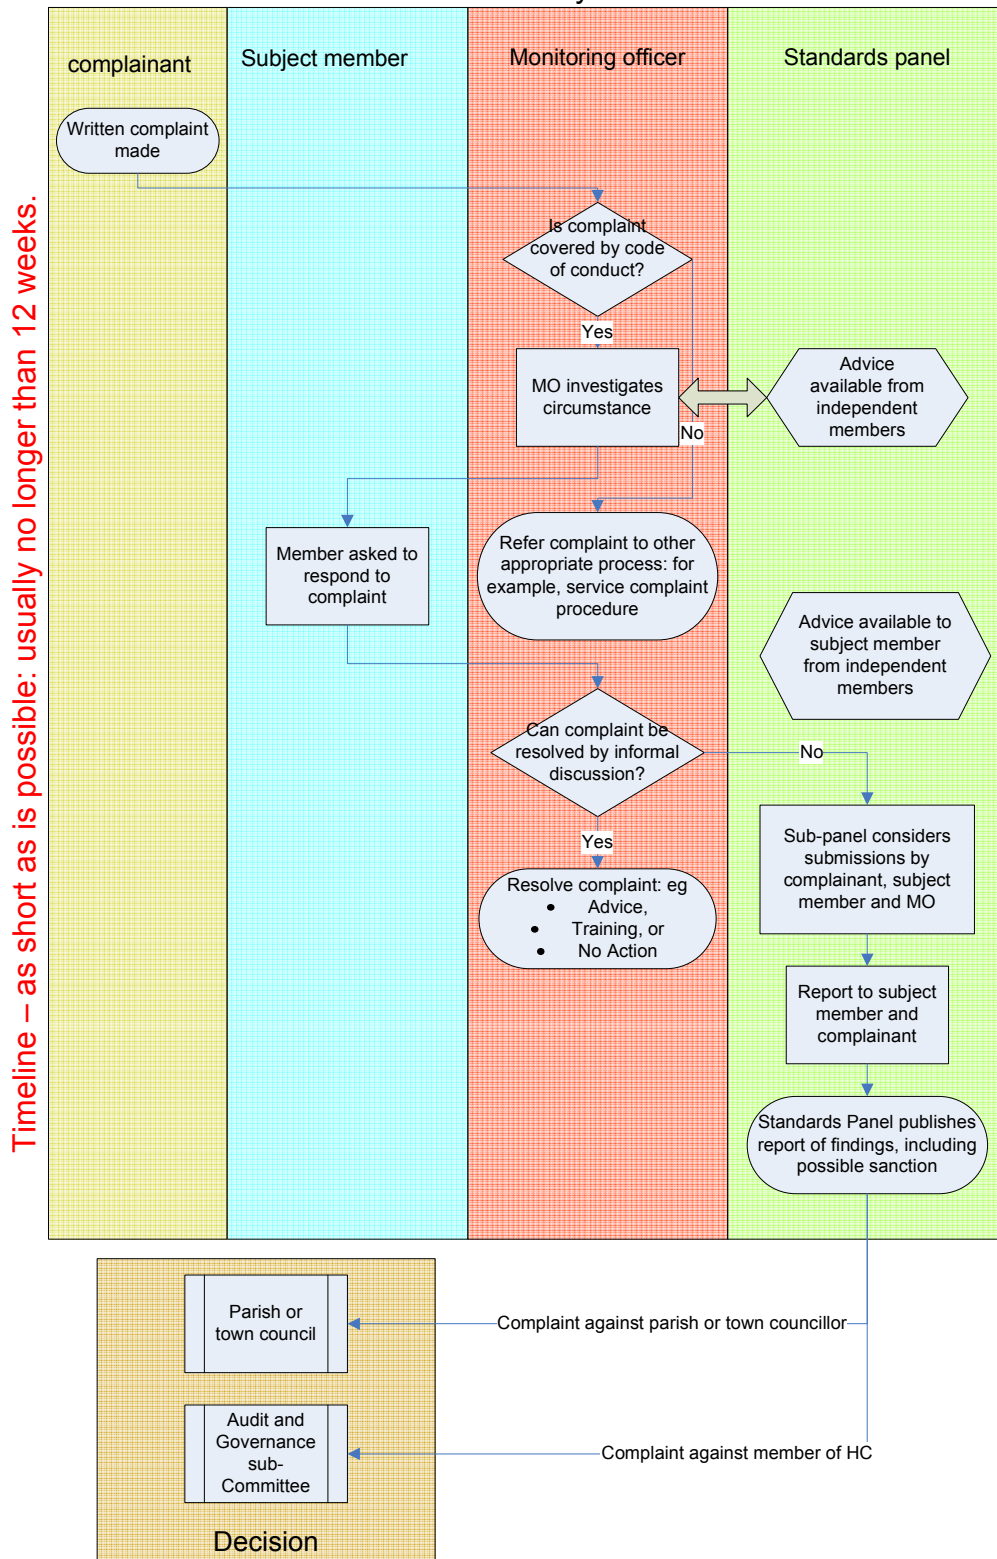 complainant
Subject member
Monitoring officer
Standards panel
Written complaint
made
Timeline – as short as is possible: usually no longer than 12 weeks.
Is complaint
covered by code
of conduct?
Yes
MO investigates
circumstance
Advice
available from
independent
members
No
Member asked to
respond to
complaint
Refer complaint to other
appropriate process: for
example, service complaint
procedure
Advice available to
subject member
from independent
members
Can complaint be
resolved by informal
discussion?
No
Yes
Sub-panel considers
submissions by
complainant, subject
member and MO
Resolve complaint: eg
• Advice,
• Training, or
• No Action
Report to subject
member and
complainant
Standards Panel publishes
report of findings, including
possible sanction
Parish or
town council
Complaint against parish or town councillor
Audit and
Governance
sub-
Committee
Complaint against member of HC
Decision